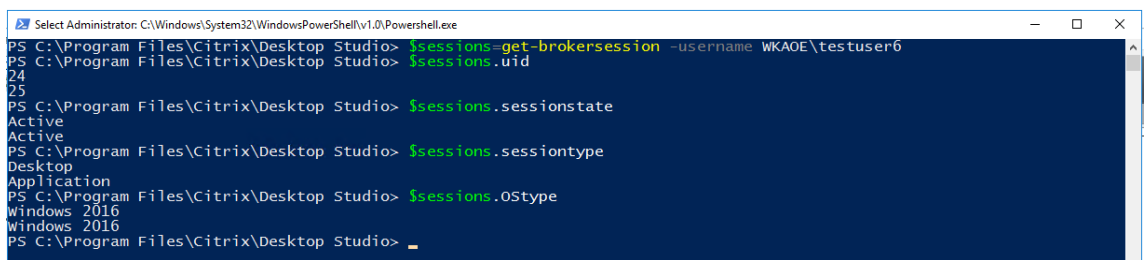 Select Administrator: C:\Windows\System32\WindowsPowerShell\v1.0\Powershell.exe
PS C:\Program Files\Citrix\Desktop Studio> $sessions=get-brokersession -username WKAOE\testuser6
PS C:\Program Files\Citrix\Desktop Studio> $sessions.uid
24
25
PS C:\Program Files\Citrix\Desktop Studio> $sessions.sessionstate
Active
Active
PS C:\Program Files\Citrix\Desktop Studio> $sessions.sessiontype
Desktop
Application
PS C:\Program Files\Citrix\Desktop Studio> $sessions.OStype
Windows 2016
Windows 2016
PS C:\Program Files\Citrix\Desktop Studio>